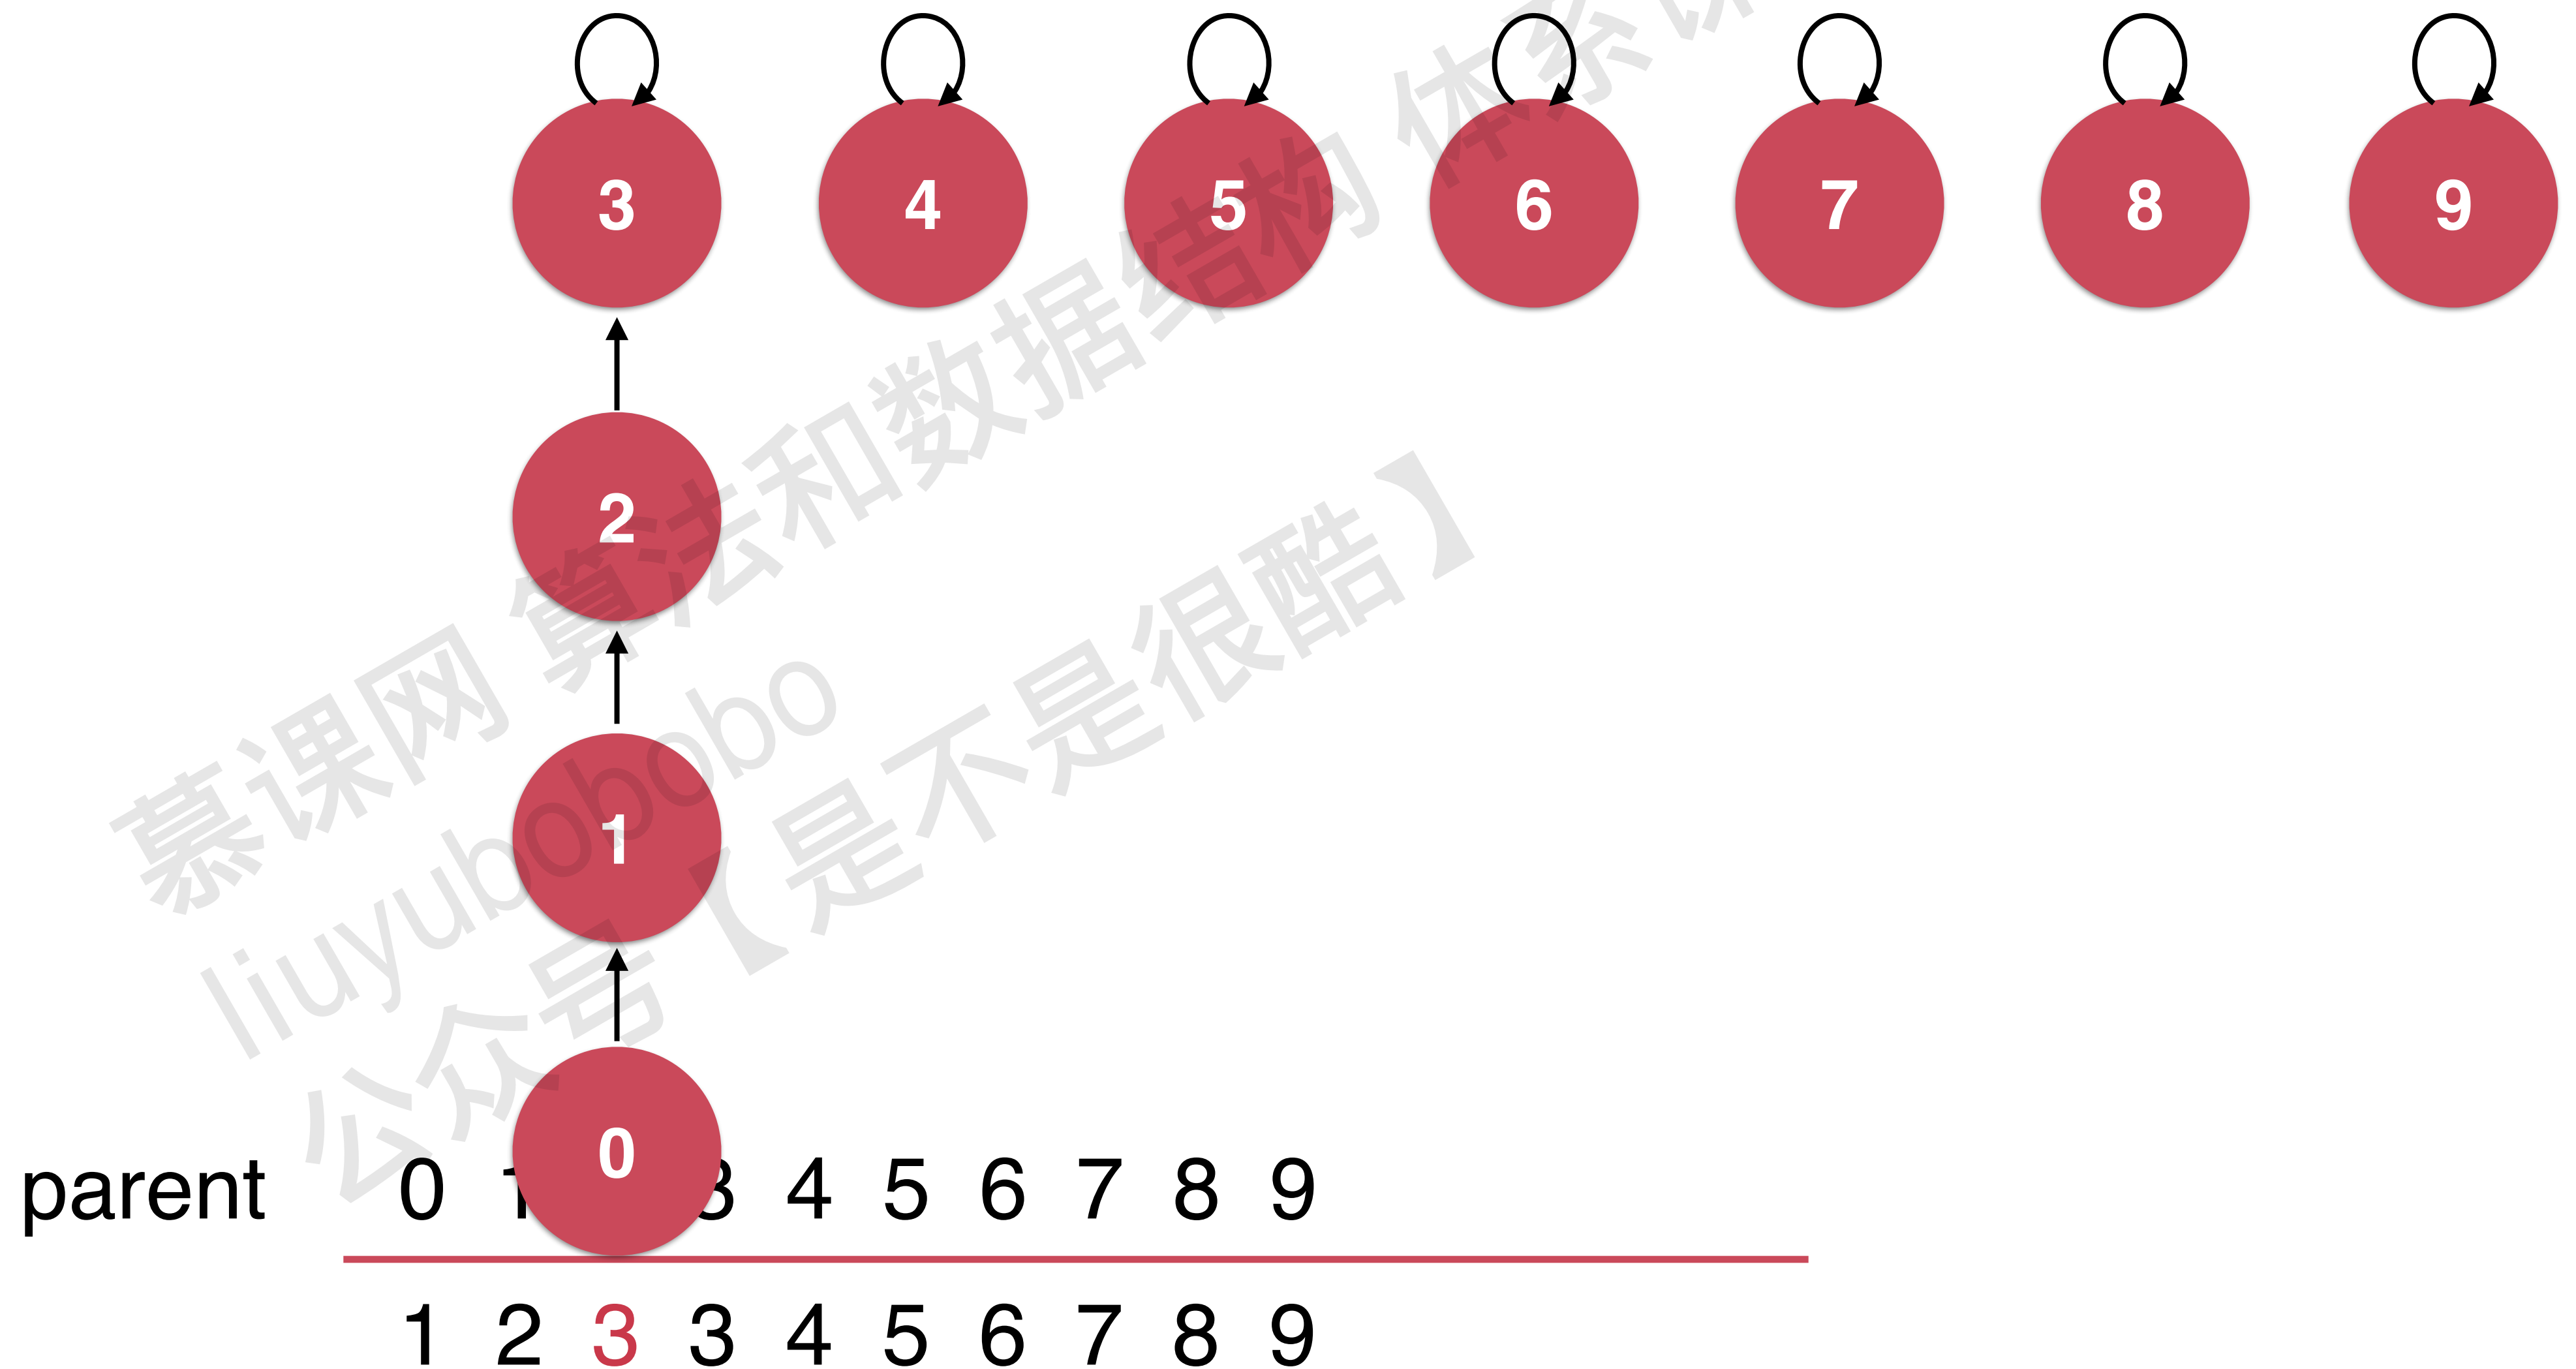 3 4 5 6 7 8 9
2
1
0
parent 0 1 3 4 5 6 7 8 9
1 2 3 3 4 5 6 7 8 9
慕课网 算法和数据结构 体系课
liuyubobobo
公众号【是不是很酷】